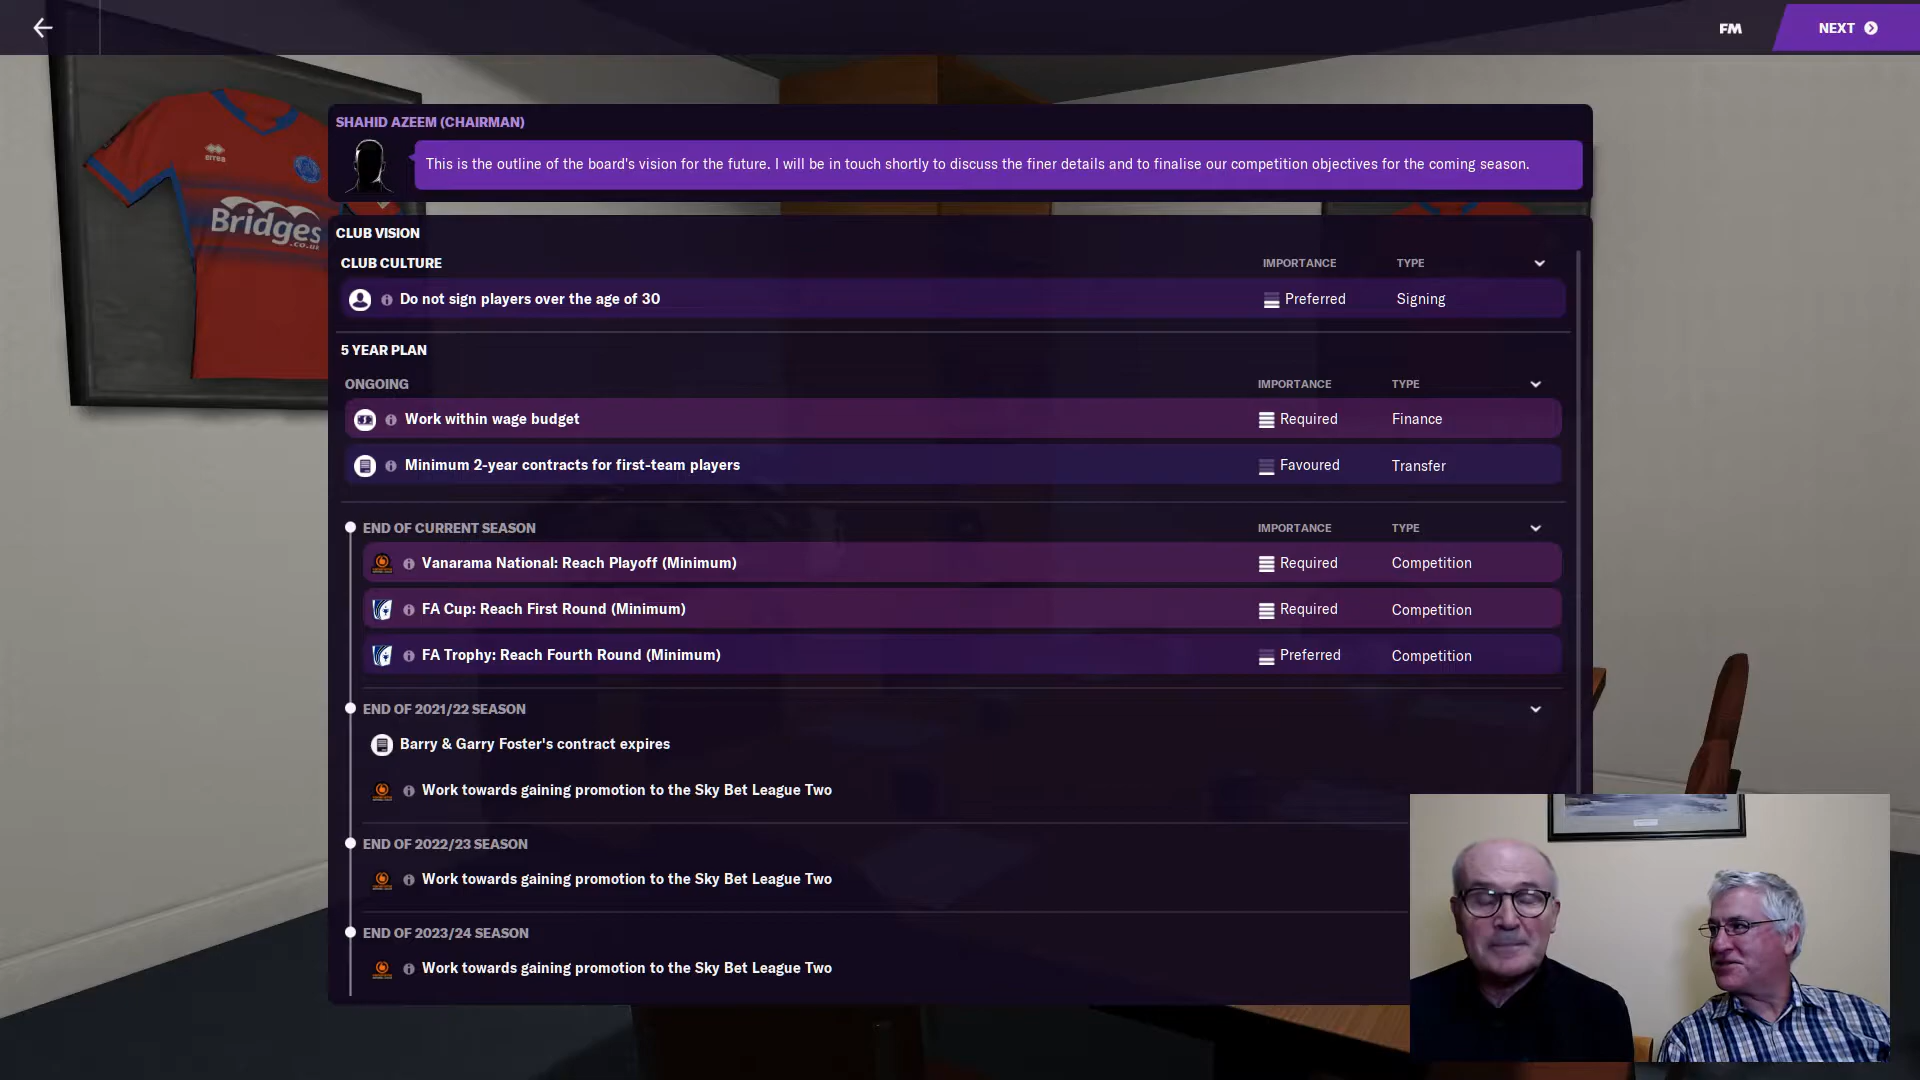 FM
NEXT
errea
Bridges
.co.uk
SHAHID AZEEM (CHAIRMAN)
This is the outline of the board's vision for the future. I will be in touch shortly to discuss the finer details and to finalise our competition objectives for the coming season.
CLUB VISION
CLUB CULTURE IMPORTANCE TYPE
Do not sign players over the age of 30 Preferred Signing
5 YEAR PLAN
ONGOING IMPORTANCE TYPE
Work within wage budget Required Finance
Minimum 2-year contracts for first-team players Favoured Transfer
END OF CURRENT SEASON IMPORTANCE TYPE
Vanarama National: Reach Playoff (Minimum) Required Competition
FA Cup: Reach First Round (Minimum) Required Competition
FA Trophy: Reach Fourth Round (Minimum) Preferred Competition
END OF 2021/22 SEASON
Barry & Garry Foster's contract expires
Work towards gaining promotion to the Sky Bet League Two
END OF 2022/23 SEASON
Work towards gaining promotion to the Sky Bet League Two
END OF 2023/24 SEASON
Work towards gaining promotion to the Sky Bet League Two